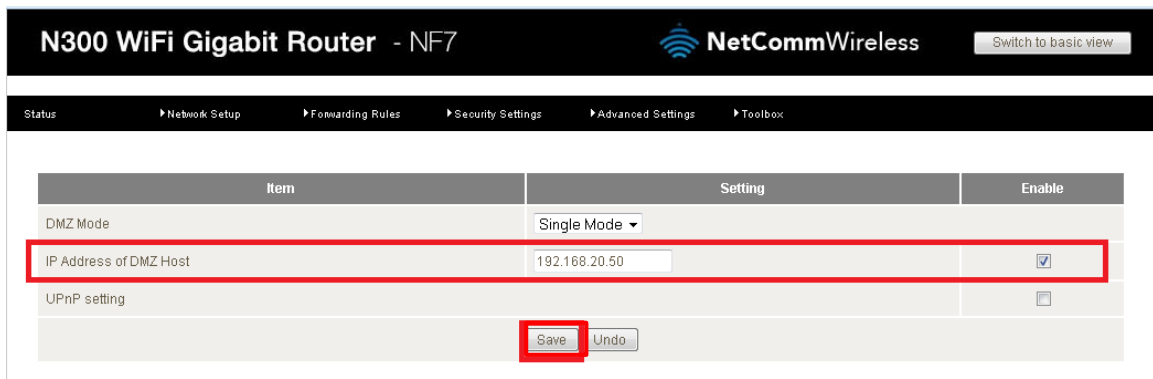 N300 WiFi Gigabit Router - NF7
NetCommWireless
Switch to basic view
Status Network Setup Forwarding Rules Security Settings Advanced Settings Toolbox
Item Setting Enable
DMZ Mode Single Mode
IP Address of DMZ Host 192.168.20.50
UPnP setting
Save Undo